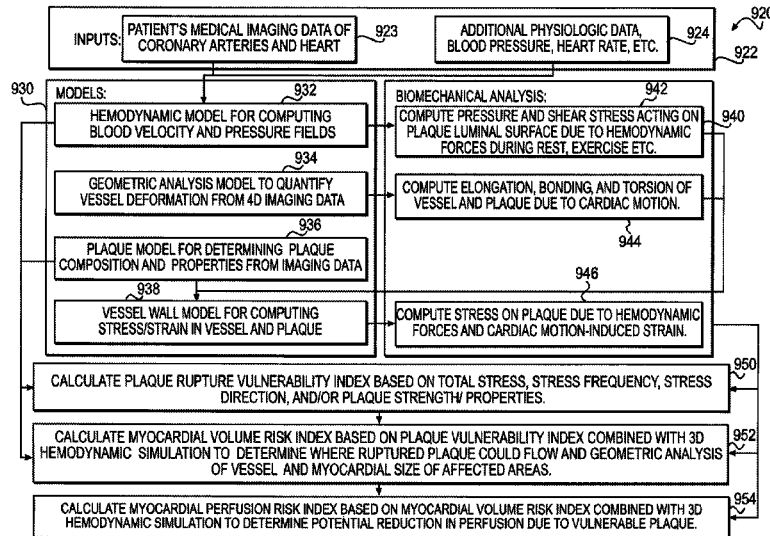 920
INPUTS:
PATIENT'S MEDICAL IMAGING DATA OF
CORONARY ARTERIES AND HEART
923
ADDITIONAL PHYSIOLOGIC DATA,
BLOOD PRESSURE, HEART RATE, ETC.
924
922
930
MODELS:
932
HEMODYNAMIC MODEL FOR COMPUTING
BLOOD VELOCITY AND PRESSURE FIELDS
934
GEOMETRIC ANALYSIS MODEL TO QUANTIFY
VESSEL DEFORMATION FROM 4D IMAGING DATA
936
PLAQUE MODEL FOR DETERMINING PLAQUE
COMPOSITION AND PROPERTIES FROM IMAGING DATA
938
VESSEL WALL MODEL FOR COMPUTING
STRESS/STRAIN IN VESSEL AND PLAQUE
BIOMECHANICAL ANALYSIS:
942
940
COMPUTE PRESSURE AND SHEAR STRESS ACTING ON
PLAQUE LUMINAL SURFACE DUE TO HEMODYNAMIC
FORCES DURING REST, EXERCISE ETC.
COMPUTE ELONGATION, BONDING, AND TORSION OF
VESSEL AND PLAQUE DUE TO CARDIAC MOTION.
944
946
COMPUTE STRESS ON PLAQUE DUE TO HEMODYNAMIC
FORCES AND CARDIAC MOTION-INDUCED STRAIN.
950
CALCULATE PLAQUE RUPTURE VULNERABILITY INDEX BASED ON TOTAL STRESS, STRESS FREQUENCY, STRESS
DIRECTION, AND/OR PLAQUE STRENGTH/ PROPERTIES.
952
CALCULATE MYOCARDIAL VOLUME RISK INDEX BASED ON PLAQUE VULNERABILITY INDEX COMBINED WITH 3D
HEMODYNAMIC SIMULATION TO DETERMINE WHERE RUPTURED PLAQUE COULD FLOW AND GEOMETRIC ANALYSIS
OF VESSEL AND MYOCARDIAL SIZE OF AFFECTED AREAS.
954
CALCULATE MYOCARDIAL PERFUSION RISK INDEX BASED ON MYOCARDIAL VOLUME RISK INDEX COMBINED WITH 3D
HEMODYNAMIC SIMULATION TO DETERMINE POTENTIAL REDUCTION IN PERFUSION DUE TO VULNERABLE PLAQUE.